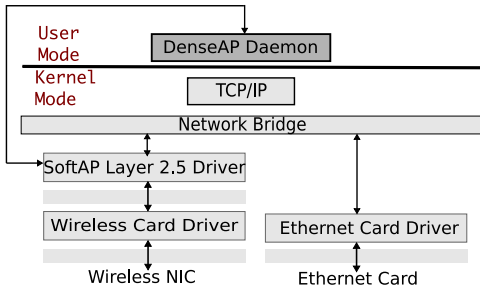 User
Mode
DenseAP Daemon
Kernel
Mode
TCP/IP
Network Bridge
SoftAP Layer 2.5 Driver
Wireless Card Driver
Ethernet Card Driver
Wireless NIC
Ethernet Card